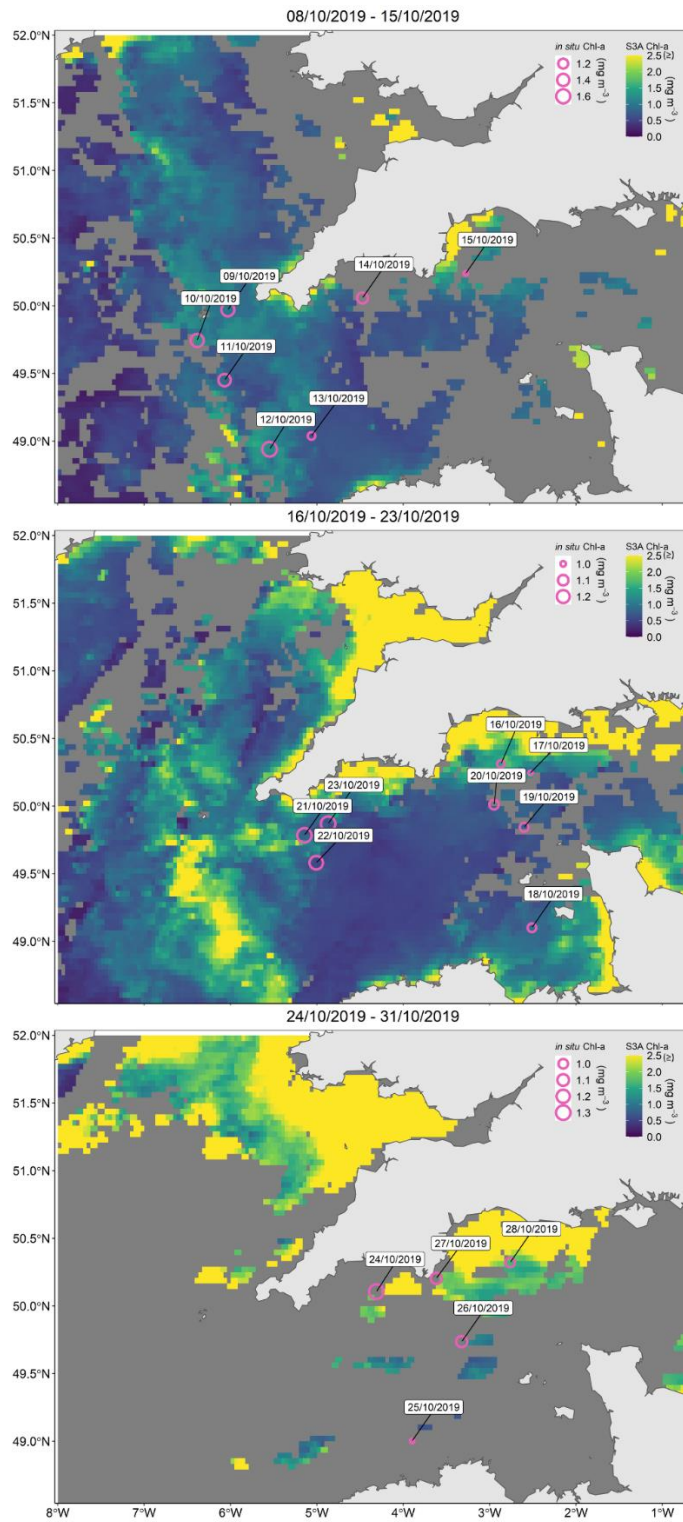 08/10/2019 - 15/10/2019
52.0°N
51.5°N
51.0°N
50.5°N
50.0°N
49.5°N
49.0°N
in situ Chl-a
1.2
1.4
1.6
(mg m⁻³)
S3A Chl-a
2.5 (≥)
2.0
1.5
1.0
0.5
0.0
(mg m⁻³)
15/10/2019
14/10/2019
09/10/2019
10/10/2019
11/10/2019
13/10/2019
12/10/2019
16/10/2019 - 23/10/2019
52.0°N
51.5°N
51.0°N
50.5°N
50.0°N
49.5°N
49.0°N
in situ Chl-a
1.0
1.1
1.2
(mg m⁻³)
S3A Chl-a
2.5 (≥)
2.0
1.5
1.0
0.5
0.0
(mg m⁻³)
16/10/2019
17/10/2019
20/10/2019
23/10/2019
19/10/2019
21/10/2019
22/10/2019
18/10/2019
24/10/2019 - 31/10/2019
52.0°N
51.5°N
51.0°N
50.5°N
50.0°N
49.5°N
49.0°N
in situ Chl-a
1.0
1.1
1.2
1.3
(mg m⁻³)
S3A Chl-a
2.5 (≥)
2.0
1.5
1.0
0.5
0.0
(mg m⁻³)
28/10/2019
27/10/2019
24/10/2019
26/10/2019
25/10/2019
8°W
7°W
6°W
5°W
4°W
3°W
2°W
1°W